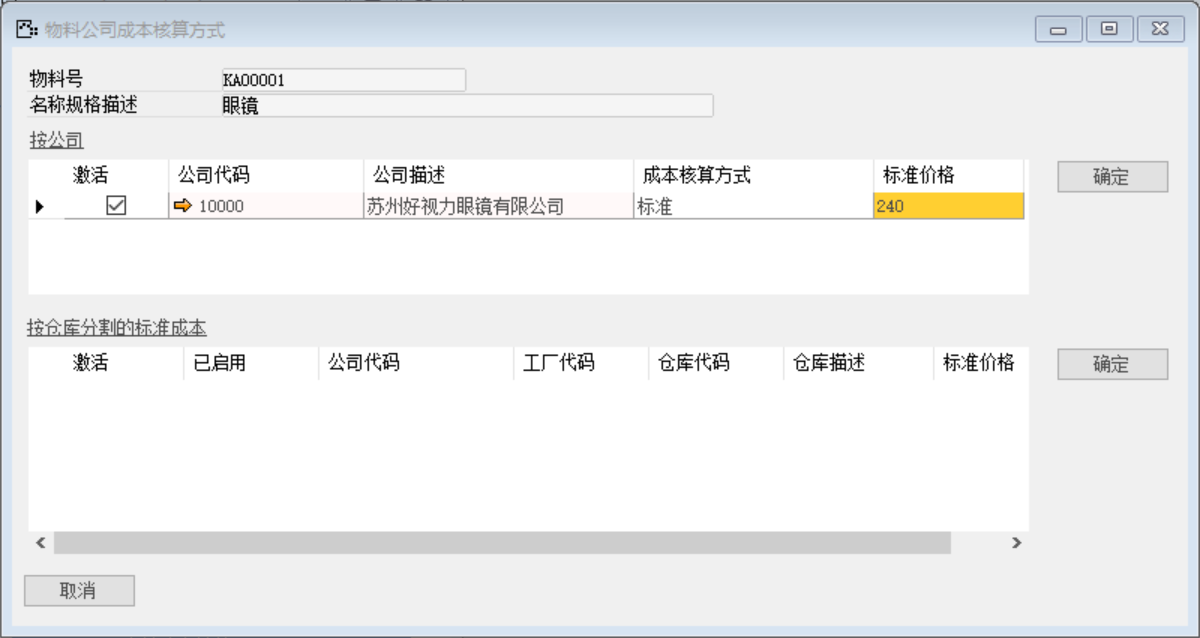 物料公司成本核算方式
物料号 KA00001
名称规格描述 眼镜
按公司
激活 公司代码 公司描述 成本核算方式 标准价格 确定
10000 苏州好视力眼镜有限公司 标准 240
按仓库分割的标准成本
激活 已启用 公司代码 工厂代码 仓库代码 仓库描述 标准价格 确定
取消